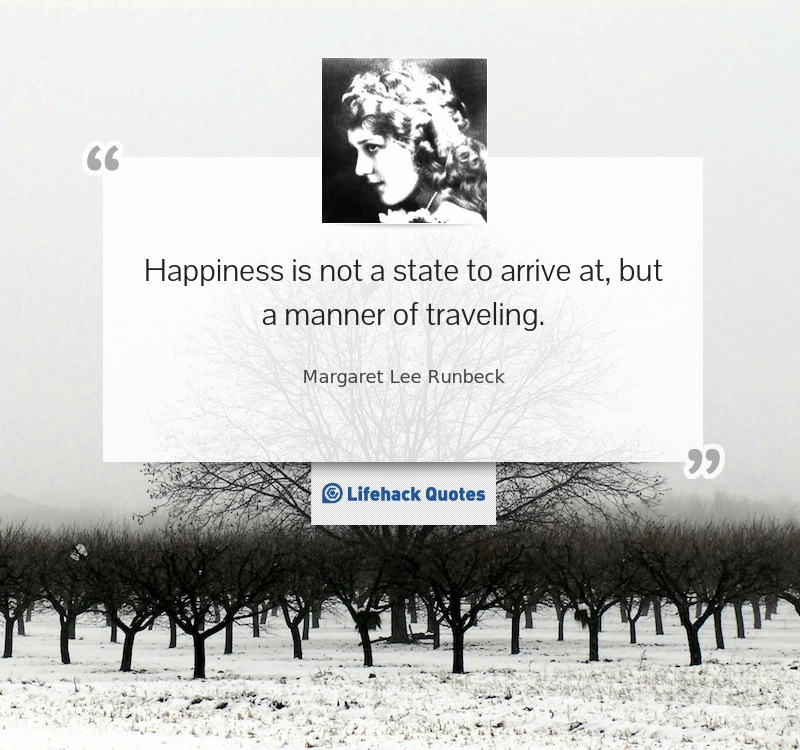 “
Happiness is not a state to arrive at, but
a manner of traveling.
Margaret Lee Runbeck
”
Lifehack Quotes